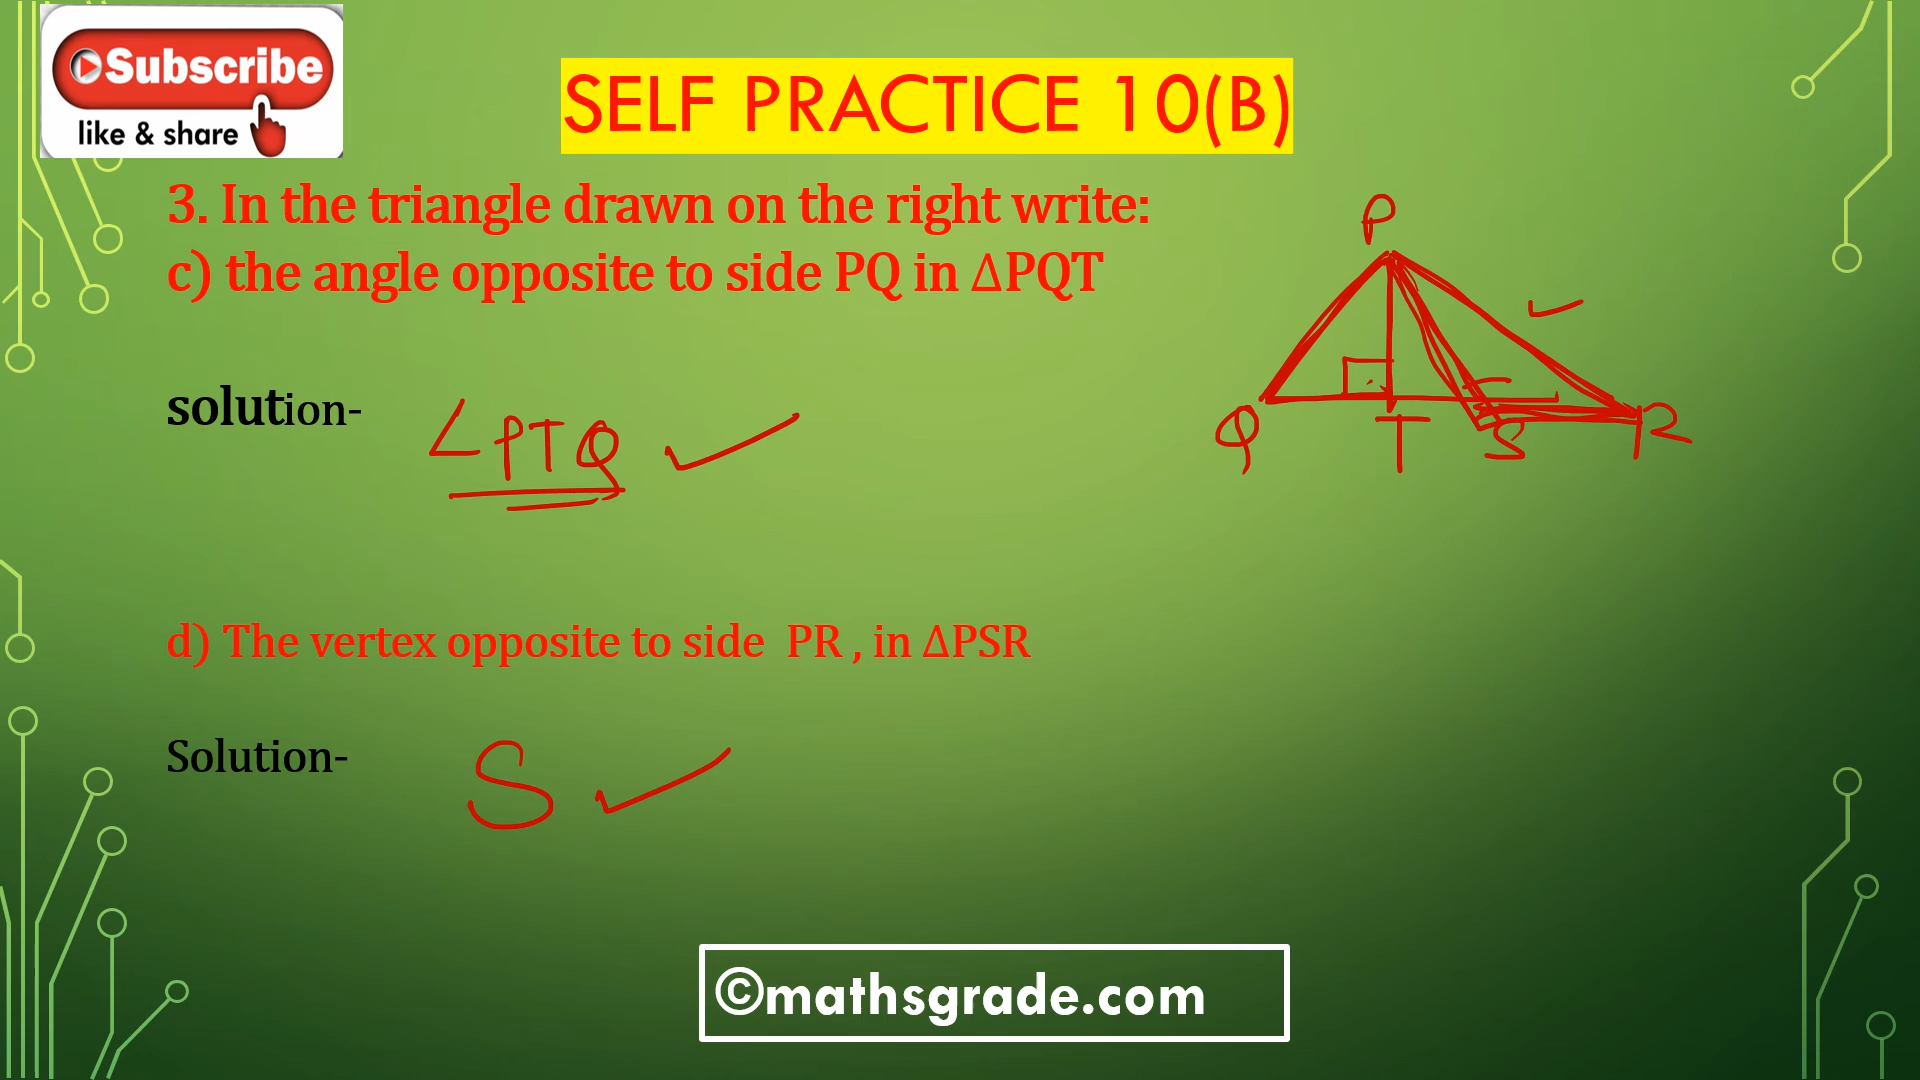 Subscribe
like & share
SELF PRACTICE 10(B)
3. In the triangle drawn on the right write:
c) the angle opposite to side PQ in ΔPQT
P
Q
T
S
R
solution-
∠PTQ
d) The vertex opposite to side PR , in ΔPSR
Solution-
S
©mathsgrade.com